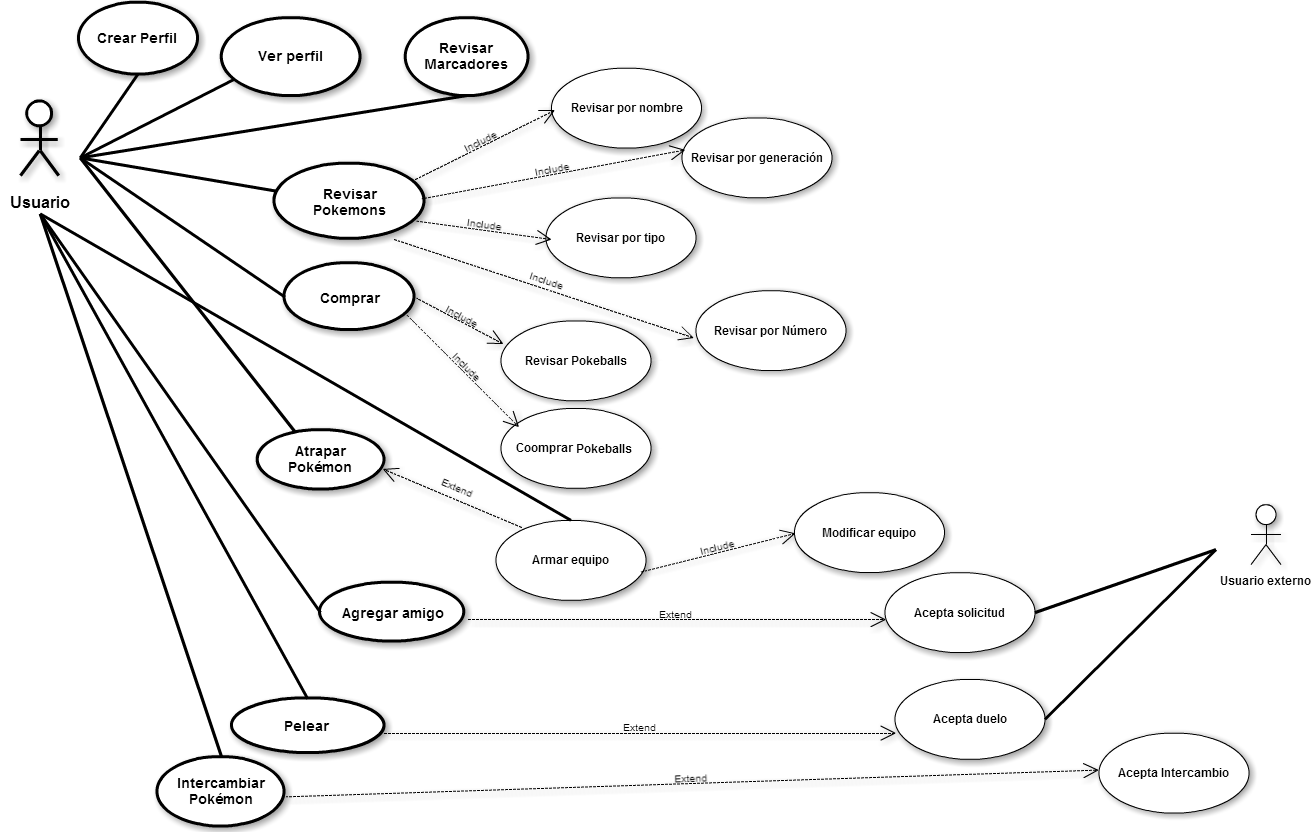 Crear Perfil
Ver perfil
Revisar
Marcadores
Usuario
Revisar
Pokemons
Include
Revisar por nombre
Include
Revisar por generación
Include
Revisar por tipo
Include
Revisar por Número
Comprar
Include
Revisar Pokeballs
Include
Coomprar Pokeballs
Atrapar
Pokémon
Extend
Armar equipo
Include
Modificar equipo
Usuario externo
Agregar amigo
Extend
Acepta solicitud
Pelear
Extend
Acepta duelo
Intercambiar
Pokémon
Extend
Acepta Intercambio